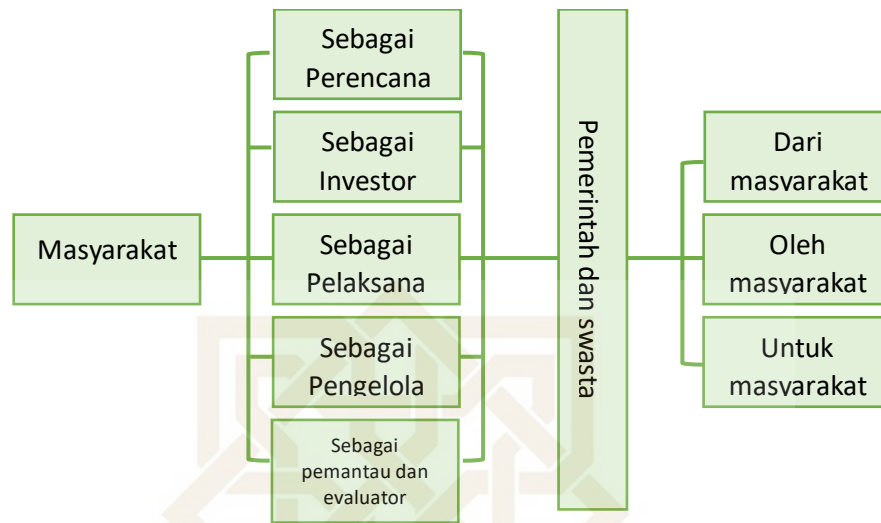 Masyarakat
Sebagai
Perencana
Sebagai
Investor
Sebagai
Pelaksana
Sebagai
Pengelola
Sebagai
pemantau dan
evaluator
Pemerintah dan swasta
Dari
masyarakat
Oleh
masyarakat
Untuk
masyarakat